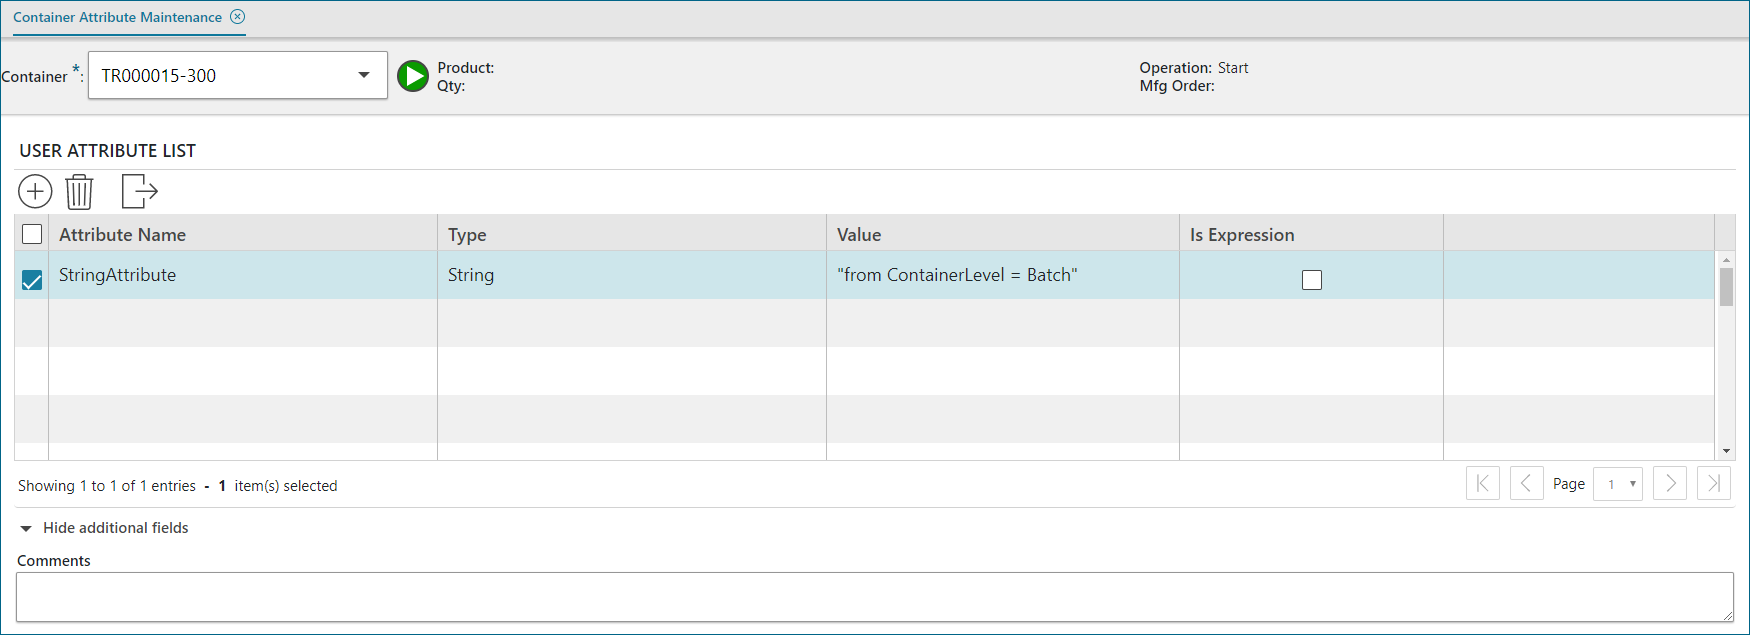 Container Attribute Maintenance
Container *: TR000015-300
Product:
Qty:
Operation: Start
Mfg Order:
USER ATTRIBUTE LIST
Attribute Name Type Value Is Expression
StringAttribute String "from ContainerLevel = Batch"
Showing 1 to 1 of 1 entries - 1 item(s) selected
Page 1
Hide additional fields
Comments